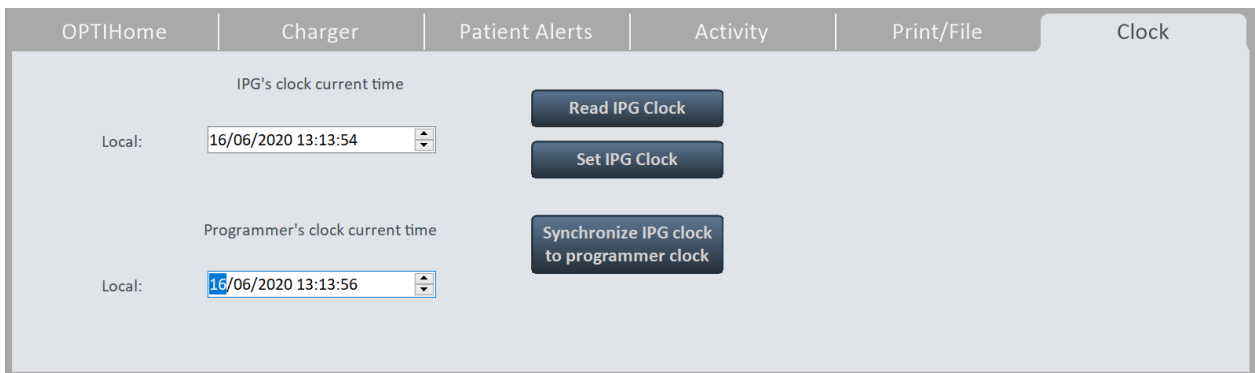 OPTIHome Charger Patient Alerts Activity Print/File Clock
IPG's clock current time
Read IPG Clock
Local: 16/06/2020 13:13:54
Set IPG Clock
Programmer's clock current time
Synchronize IPG clock
to programmer clock
Local: 16/06/2020 13:13:56